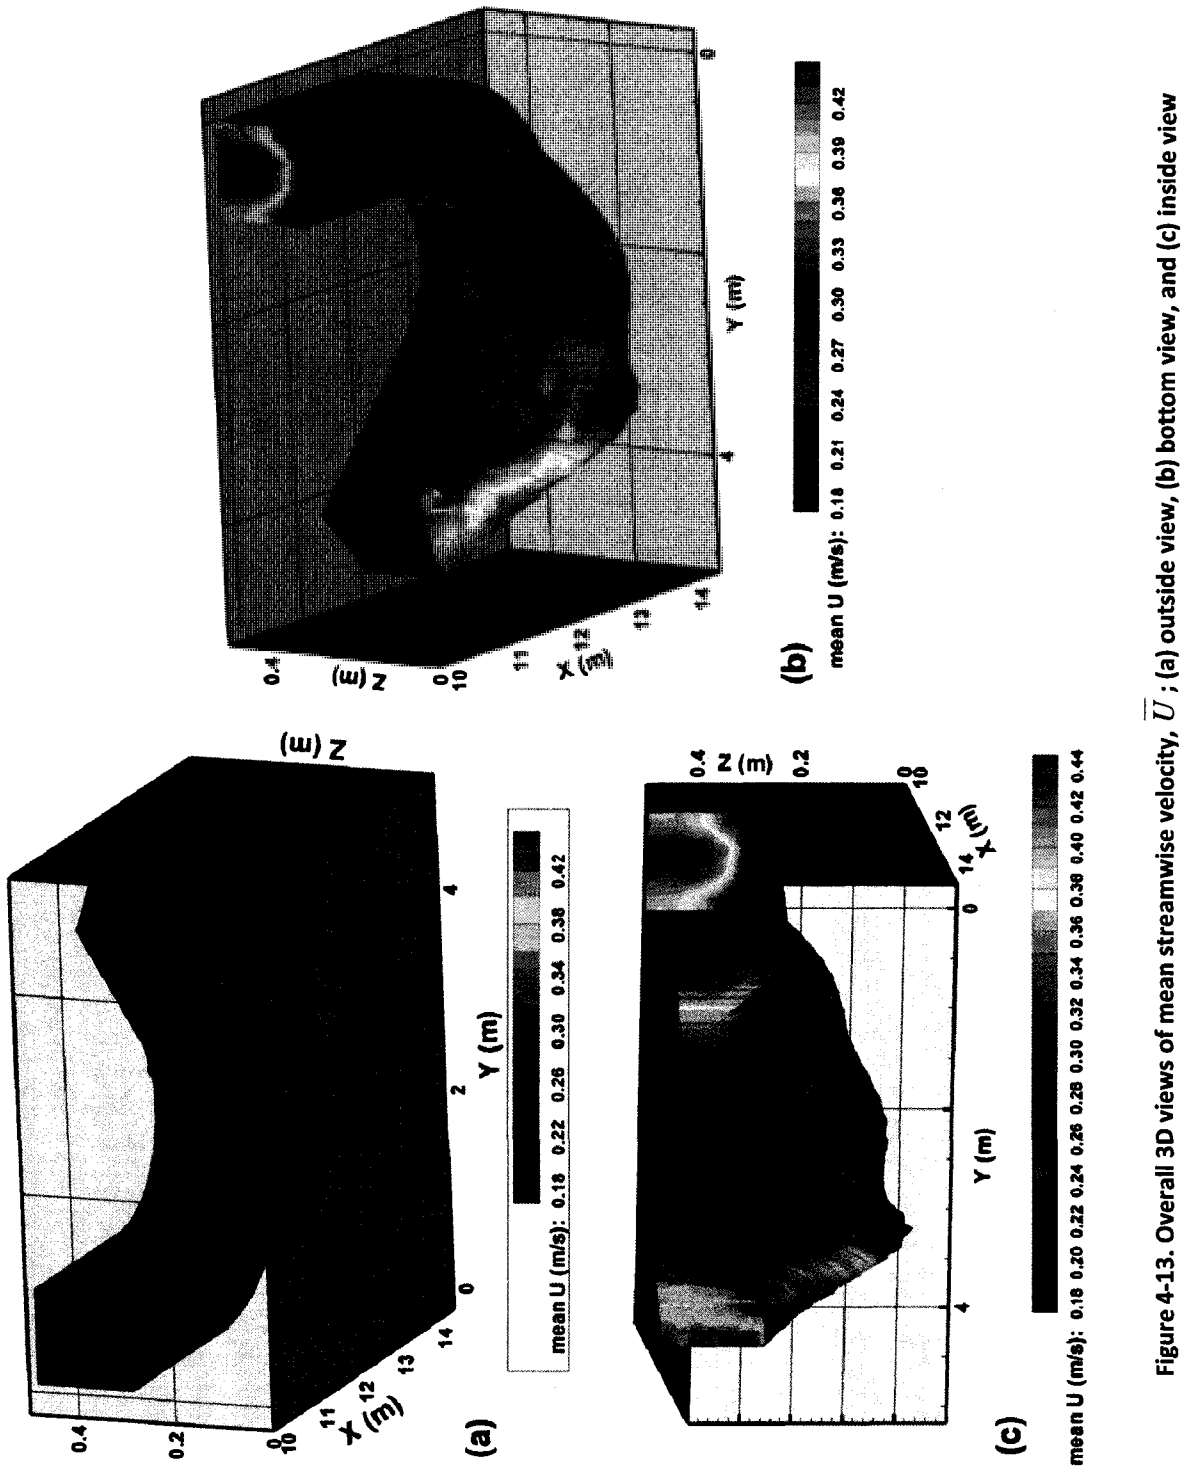 0.4
0.2
0
10
11
12
13
14
X (m)
0
2
4
Y (m)
Z (m)
(a)
mean U (m/s): 0.18 0.22 0.26 0.30 0.34 0.38 0.42
0.4
Z (m)
0
10
11
12
13
14
X (m)
4
0
Y (m)
(b)
mean U (m/s): 0.18 0.21 0.24 0.27 0.30 0.33 0.36 0.39 0.42
0.4
Z (m)
0.2
0
10
12
14
X (m)
0
4
Y (m)
(c)
mean U (m/s): 0.18 0.20 0.22 0.24 0.26 0.28 0.30 0.32 0.34 0.36 0.38 0.40 0.42 0.44
Figure 4-13. Overall 3D views of mean streamwise velocity, U̅ ; (a) outside view, (b) bottom view, and (c) inside view